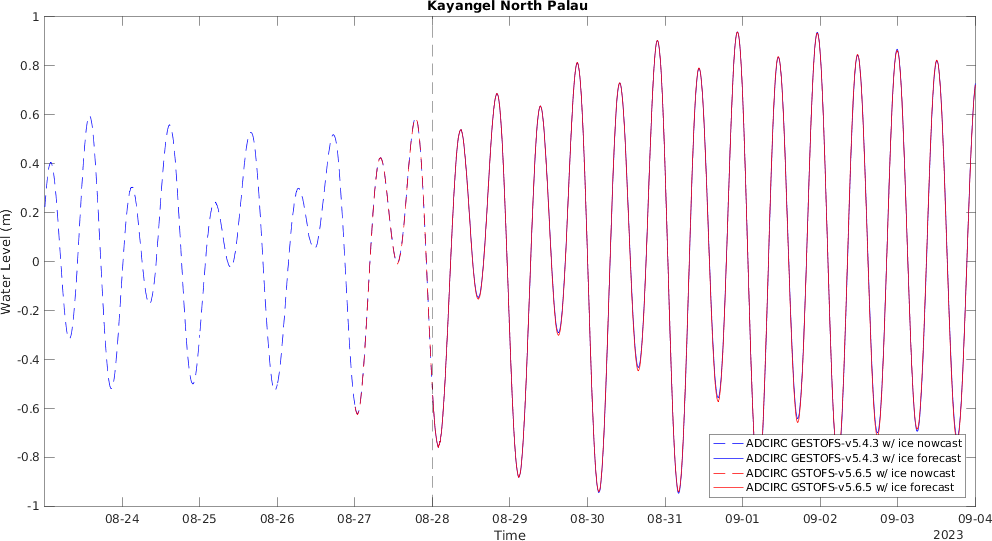 Kayangel North Palau
1
0.8
0.6
0.4
0.2
0
-0.2
-0.4
-0.6
-0.8
-1
Water Level (m)
ADCIRC GESTOFS-v5.4.3 w/ ice nowcast
ADCIRC GESTOFS-v5.4.3 w/ ice forecast
ADCIRC GSTOFS-v5.6.5 w/ ice nowcast
ADCIRC GSTOFS-v5.6.5 w/ ice forecast
08-24 08-25 08-26 08-27 08-28 08-29 08-30 08-31 09-01 09-02 09-03 09-04
Time
2023